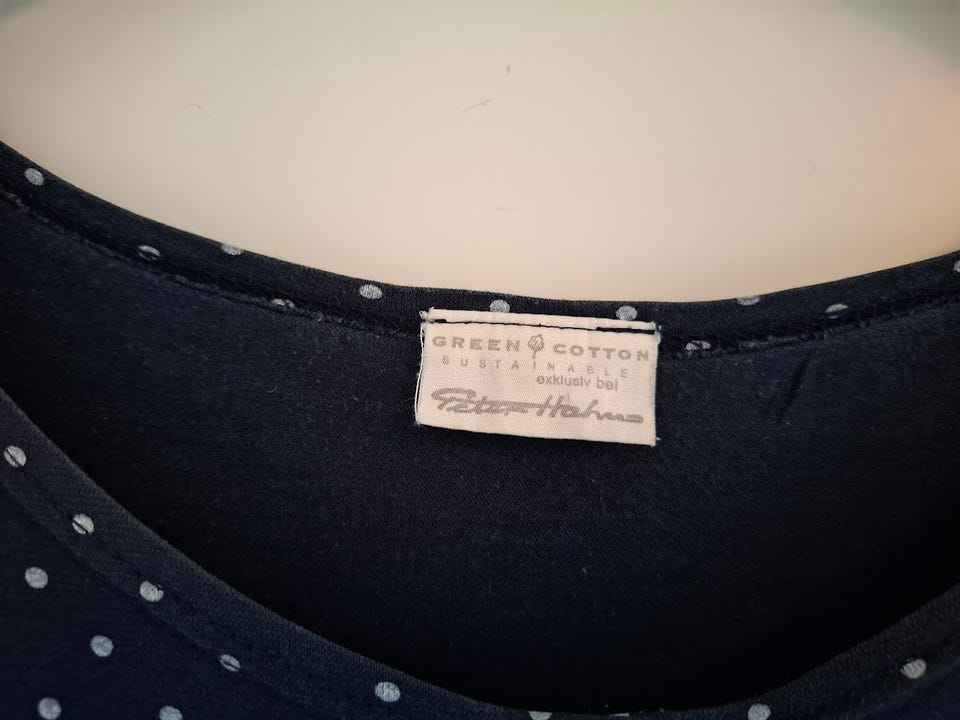 GREEN COTTON
SUSTAINABLE
exklusiv bei
Peter Hahn